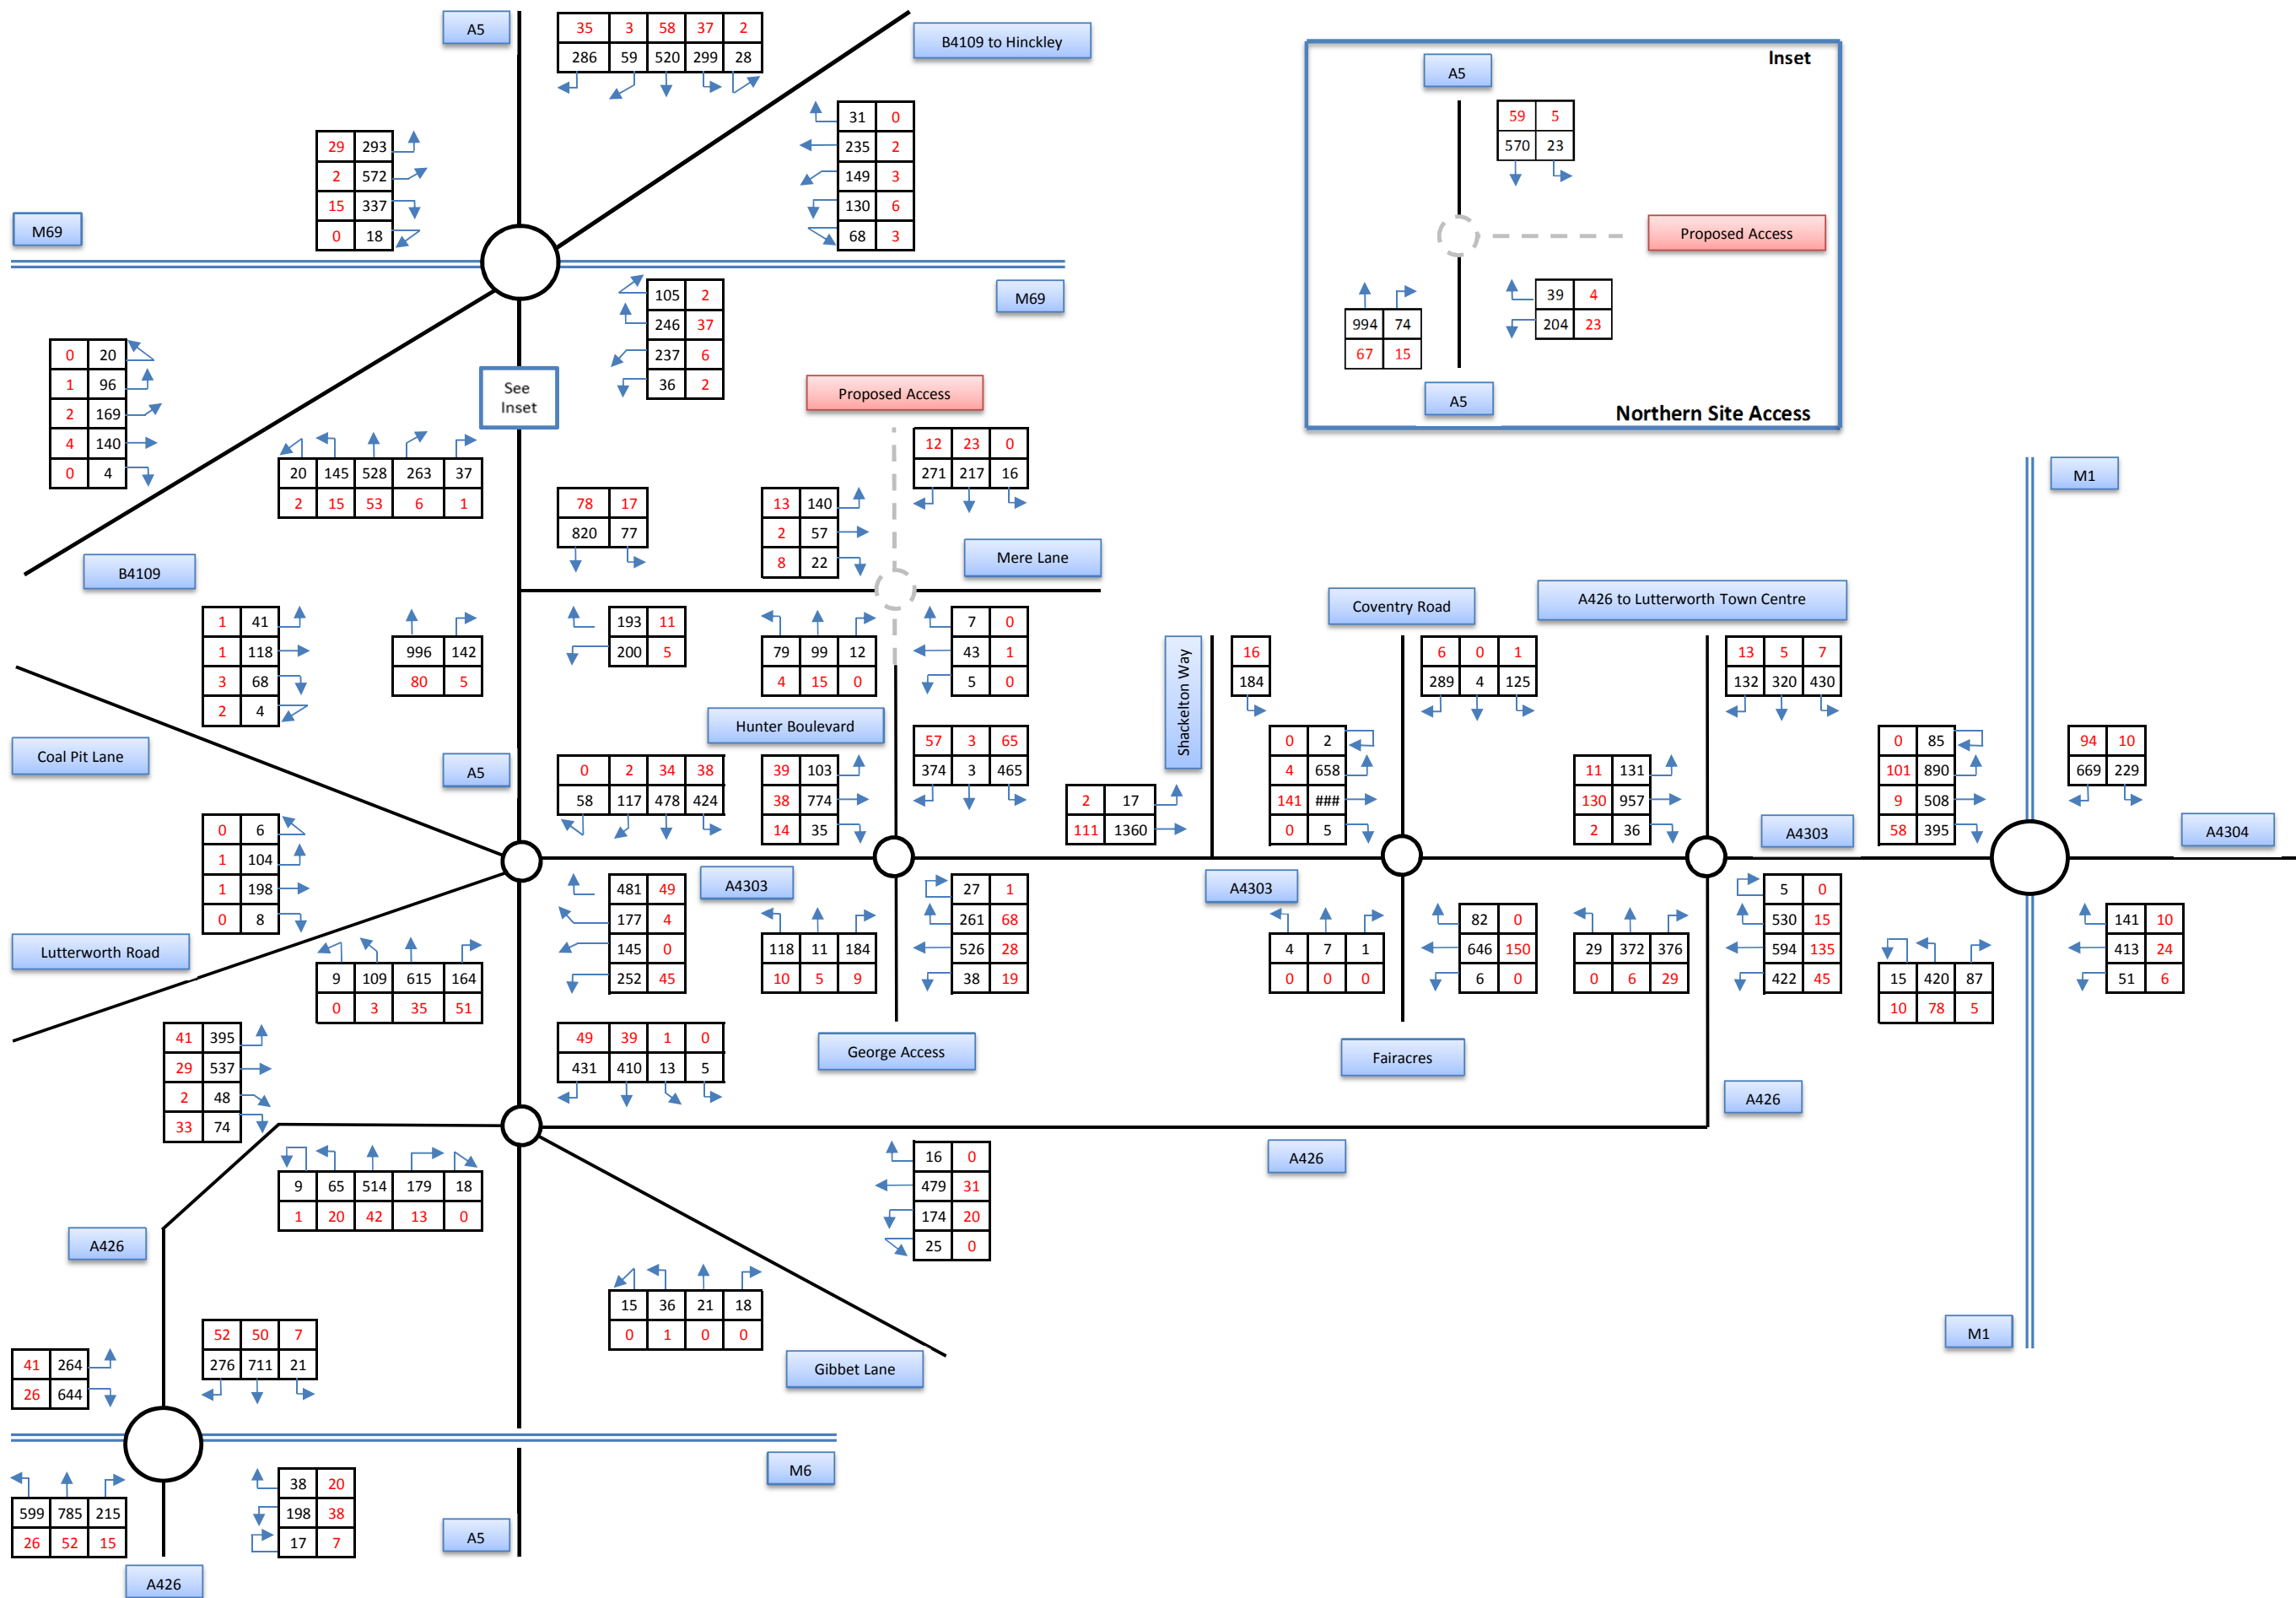 A5
35 3 58 37 2
286 59 520 299 28
B4109 to Hinckley
31 0
235 2
149 3
130 6
68 3
29 293
2 572
15 337
0 18
M69
M69
105 2
246 37
237 6
36 2
Inset
A5
59 5
570 23
Proposed Access
39 4
204 23
994 74
67 15
A5
Northern Site Access
0 20
1 96
2 169
4 140
0 4
See
Inset
20 145 528 263 37
2 15 53 6 1
B4109
Proposed Access
12 23 0
271 217 16
78 17
820 77
13 140
2 57
8 22
Mere Lane
M1
1 41
1 118
3 68
2 4
996 142
80 5
193 11
200 5
79 99 12
4 15 0
7 0
43 1
5 0
Coal Pit Lane
A5
Hunter Boulevard
Shackelton Way
16
184
Coventry Road
6 0 1
289 4 125
A426 to Lutterworth Town Centre
13 5 7
132 320 430
0 2 34 38
58 117 478 424
39 103
38 774
14 35
57 3 65
374 3 465
2 17
111 1360
0 2
4 658
141 ###
0 5
11 131
130 957
2 36
A4303
0 85
101 890
9 508
58 395
94 10
669 229
A4304
0 6
1 104
1 198
0 8
Lutterworth Road
9 109 615 164
0 3 35 51
481 49
177 4
145 0
252 45
A4303
118 11 184
10 5 9
27 1
261 68
526 28
38 19
A4303
4 7 1
0 0 0
82 0
646 150
6 0
29 372 376
0 6 29
5 0
530 15
594 135
422 45
15 420 87
10 78 5
141 10
413 24
51 6
41 395
29 537
2 48
33 74
49 39 1 0
431 410 13 5
George Access
Fairacres
A426
9 65 514 179 18
1 20 42 13 0
16 0
479 31
174 20
25 0
A426
A426
15 36 21 18
0 1 0 0
Gibbet Lane
M1
52 50 7
276 711 21
41 264
26 644
M6
599 785 215
26 52 15
38 20
198 38
17 7
A5
A426